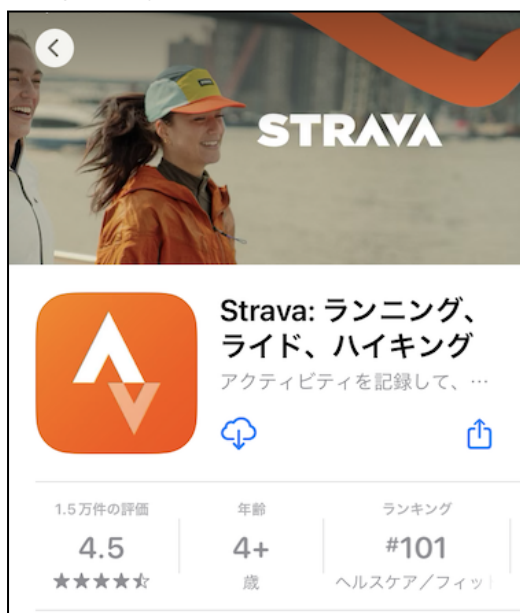 STRAVA
Strava: ランニング、
ライド、ハイキング
アクティビティを記録して、…
1.5万件の評価
年齢
ランキング
4.5
4+
#101
★★★★⯪
歳
ヘルスケア／フィッ